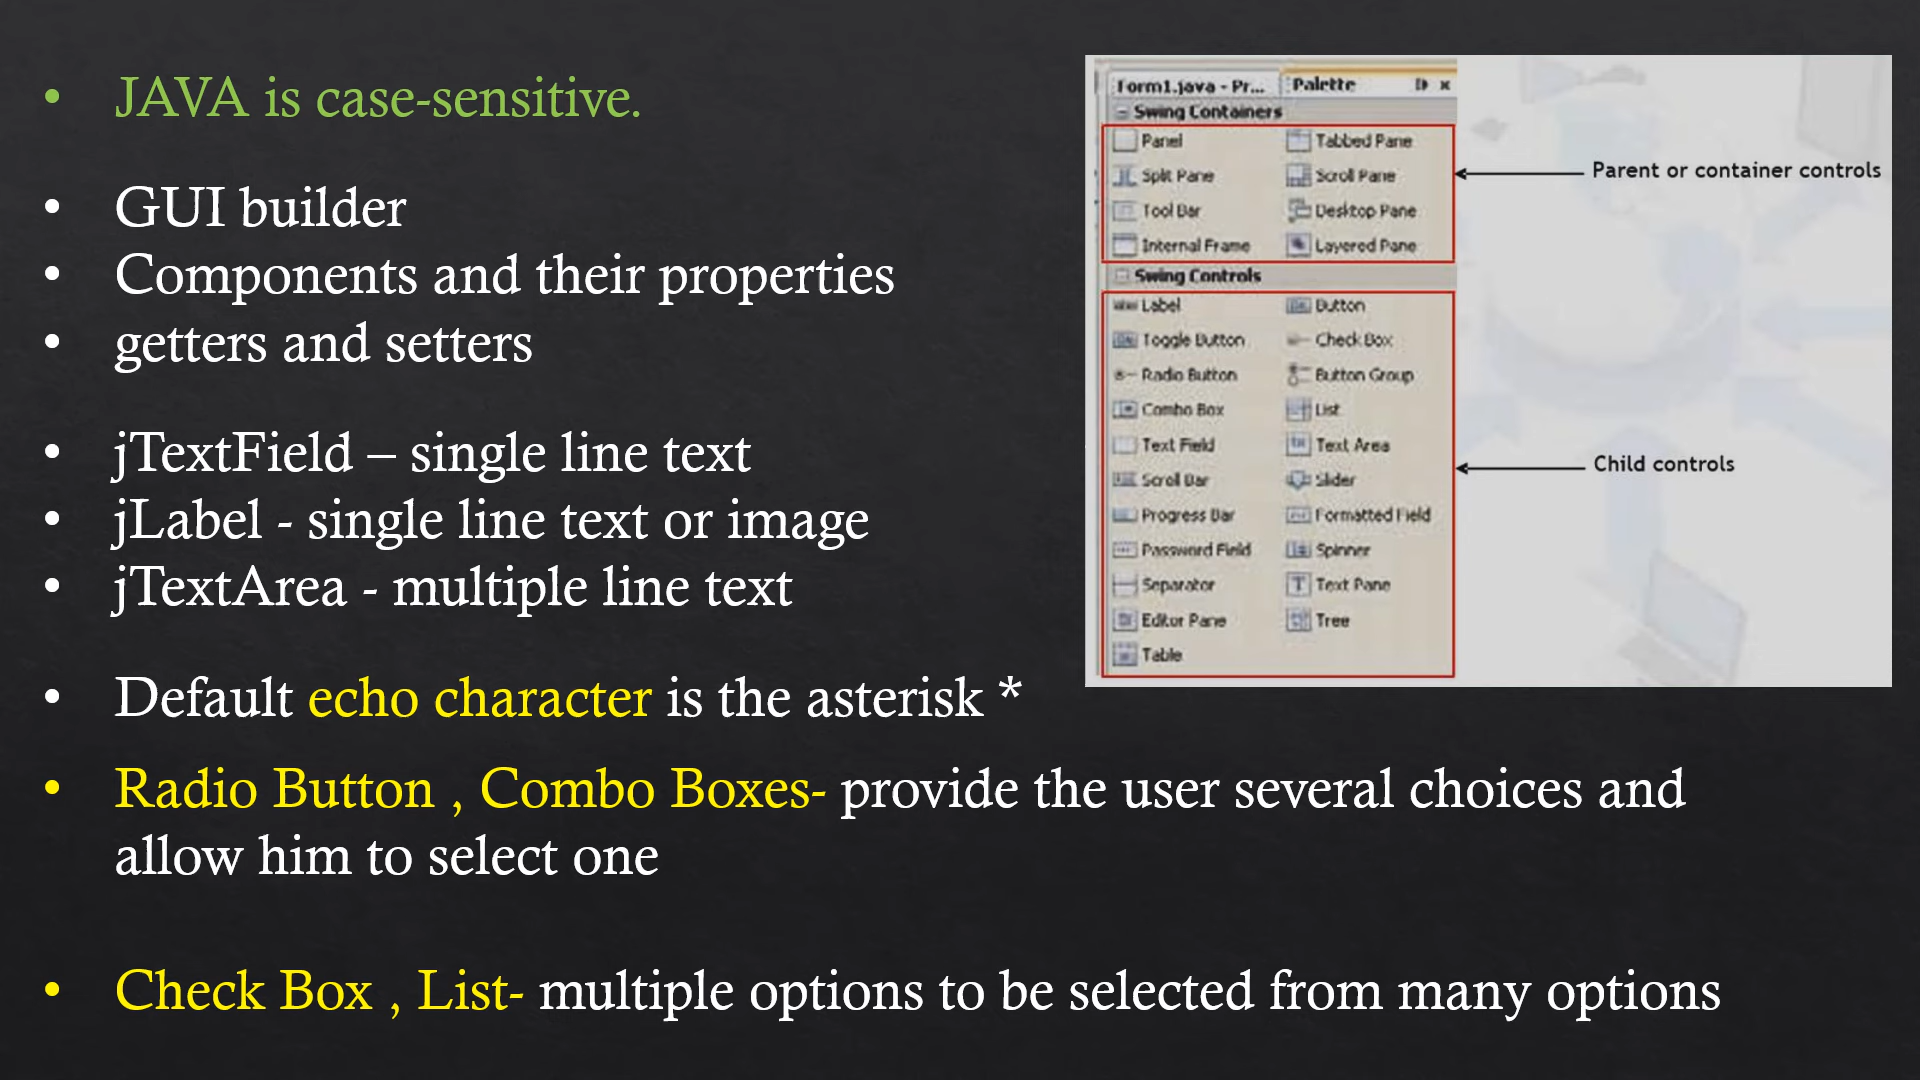 • JAVA is case-sensitive.
• GUI builder
• Components and their properties
• getters and setters
• jTextField – single line text
• jLabel - single line text or image
• jTextArea - multiple line text
• Default echo character is the asterisk *
• Radio Button , Combo Boxes- provide the user several choices and
allow him to select one
• Check Box , List- multiple options to be selected from many options
Form1.java - Pr... Palette
Swing Containers
Panel Tabbed Pane
Split Pane Scroll Pane
Tool Bar Desktop Pane
Internal Frame Layered Pane
Parent or container controls
Swing Controls
Label Button
Toggle Button Check Box
Radio Button Button Group
Combo Box List
Text Field Text Area
Scroll Bar Slider
Progress Bar Formatted Field
Password Field Spinner
Separator Text Pane
Editor Pane Tree
Table
Child controls